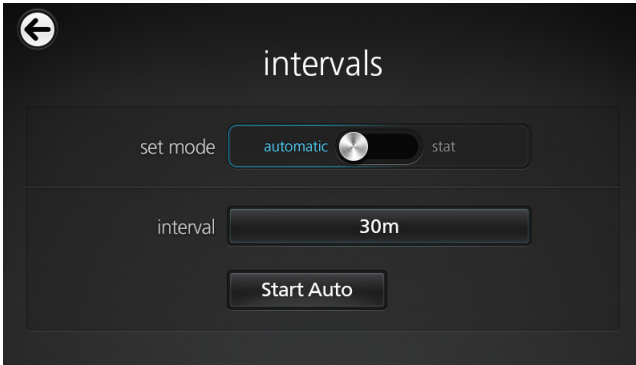 intervals
set mode automatic stat
interval 30m
Start Auto